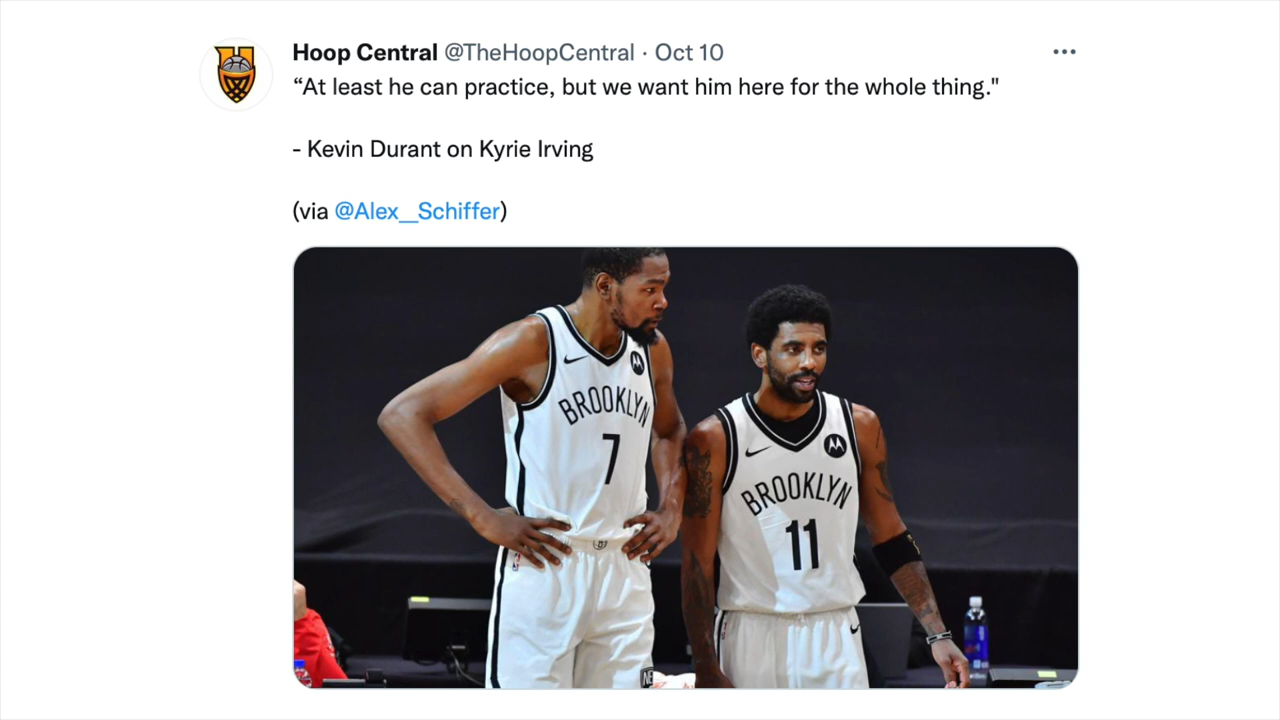 Hoop Central @TheHoopCentral · Oct 10
“At least he can practice, but we want him here for the whole thing."
- Kevin Durant on Kyrie Irving
(via @Alex__Schiffer)
BROOKLYN
7
BROOKLYN
11